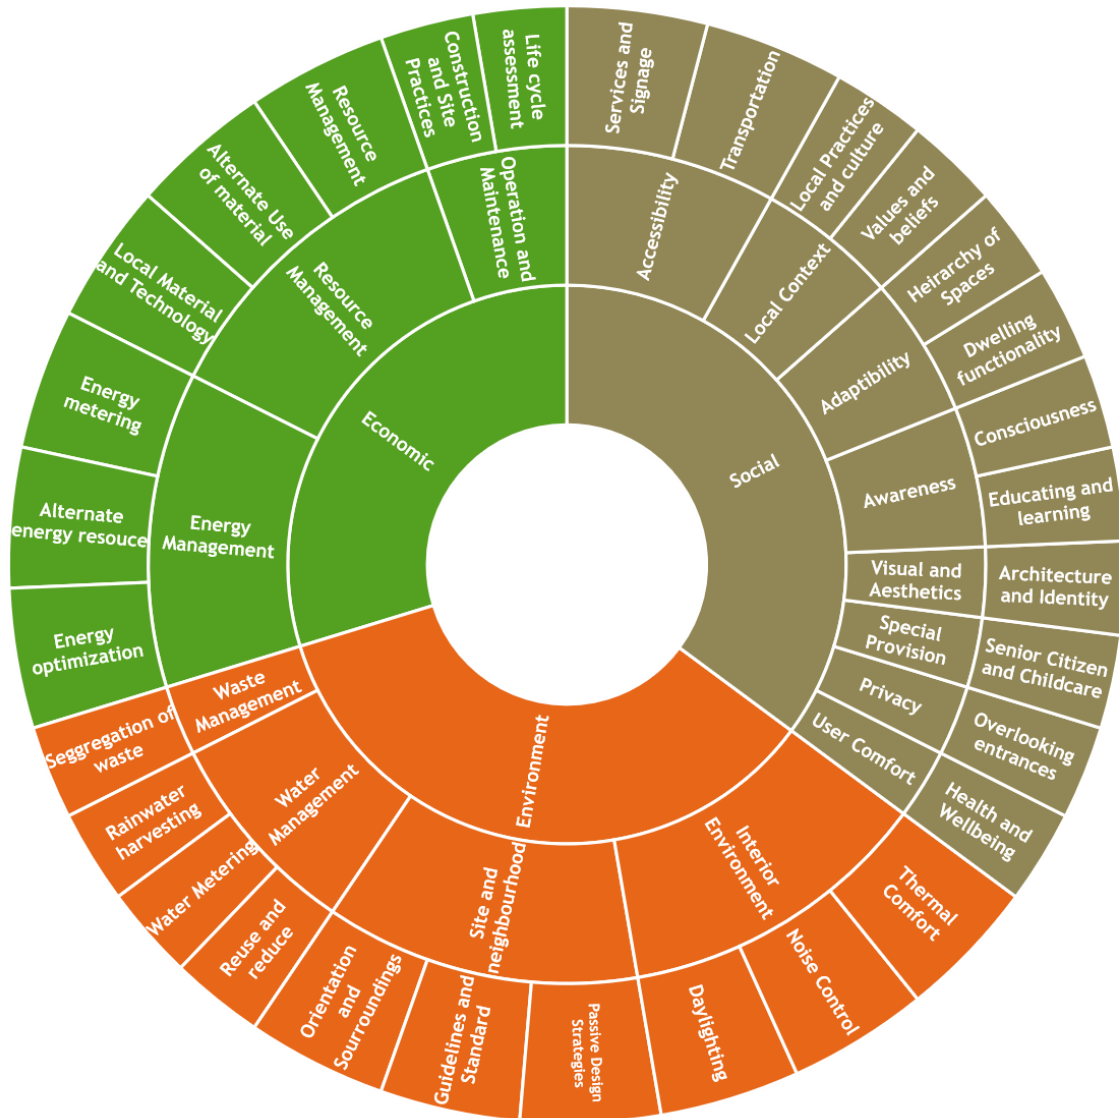 Social
Accessibility
Services and
Signage
Transportation
Local Context
Local Practices
and culture
Values and
beliefs
Adaptibility
Heirarchy of
Spaces
Dwelling
functionality
Awareness
Consciousness
Educating and
learning
Visual and
Aesthetics
Architecture
and Identity
Special
Provision
Senior Citizen
and Childcare
Privacy
Overlooking
entrances
User Comfort
Health and
Wellbeing
Environment
Interior
Environment
Thermal
Comfort
Noise Control
Daylighting
Site and
neighbourhood
Passive Design
Strategies
Guidelines and
Standard
Orientation
and
Sourroundings
Water
Management
Reuse and
reduce
Water Metering
Rainwater
harvesting
Waste
Management
Seggregation of
waste
Economic
Energy
Management
Energy
optimization
Alternate
energy resouce
Energy
metering
Resource
Management
Local Material
and Technology
Alternate Use
of material
Resource
Management
Operation and
Maintenance
Construction
and Site
Practices
Life cycle
assessment